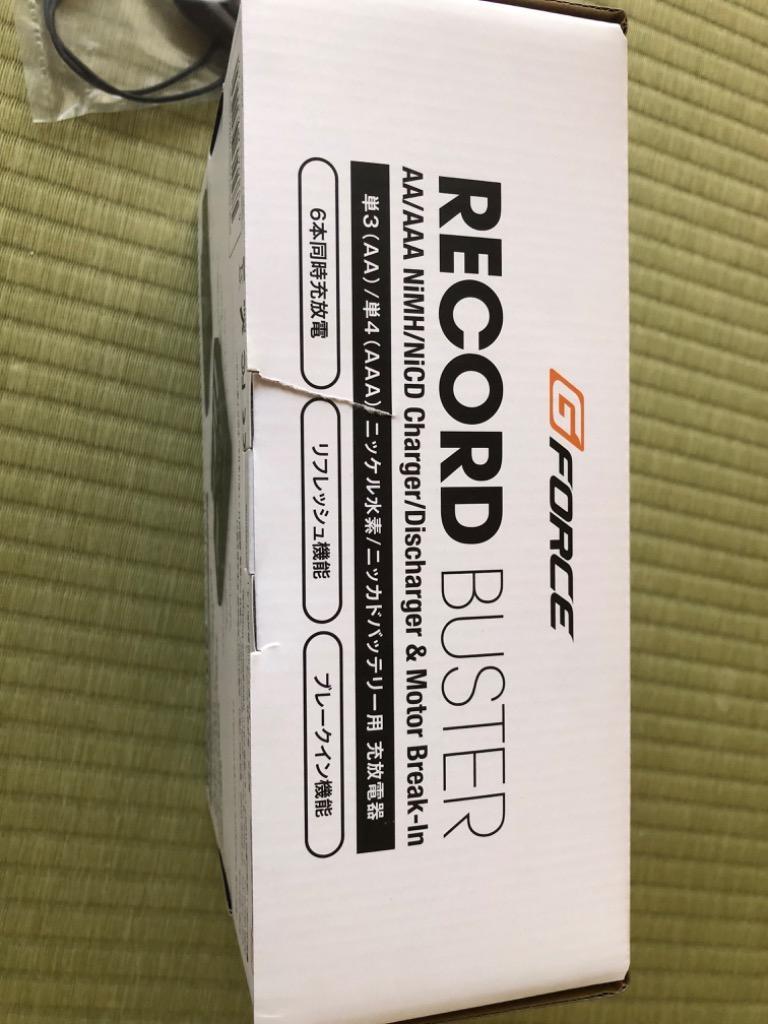 G FORCE
RECORD BUSTER
AA/AAA NiMH/NiCD Charger/Discharger & Motor Break-In
単3(AA)/単4(AAA)ニッケル水素/ニッカドバッテリー用 充放電器
6本同時充放電 リフレッシュ機能 ブレークイン機能